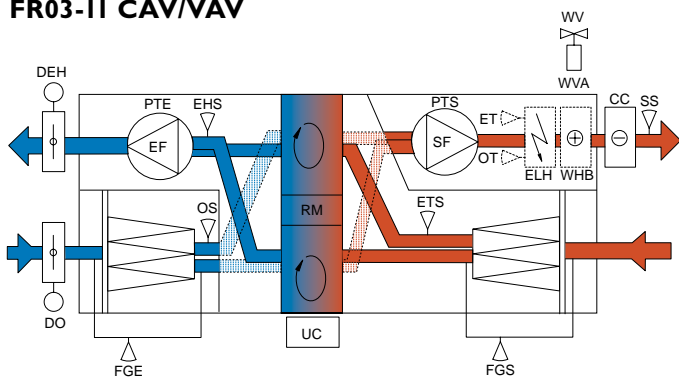 FR03-11 CAV/VAV
WV
DEH
WVA
PTE
EHS
PTS
CC
SS
EF
SF
ET
OT
ELH
WHB
OS
RM
ETS
UC
DO
FGE
FGS